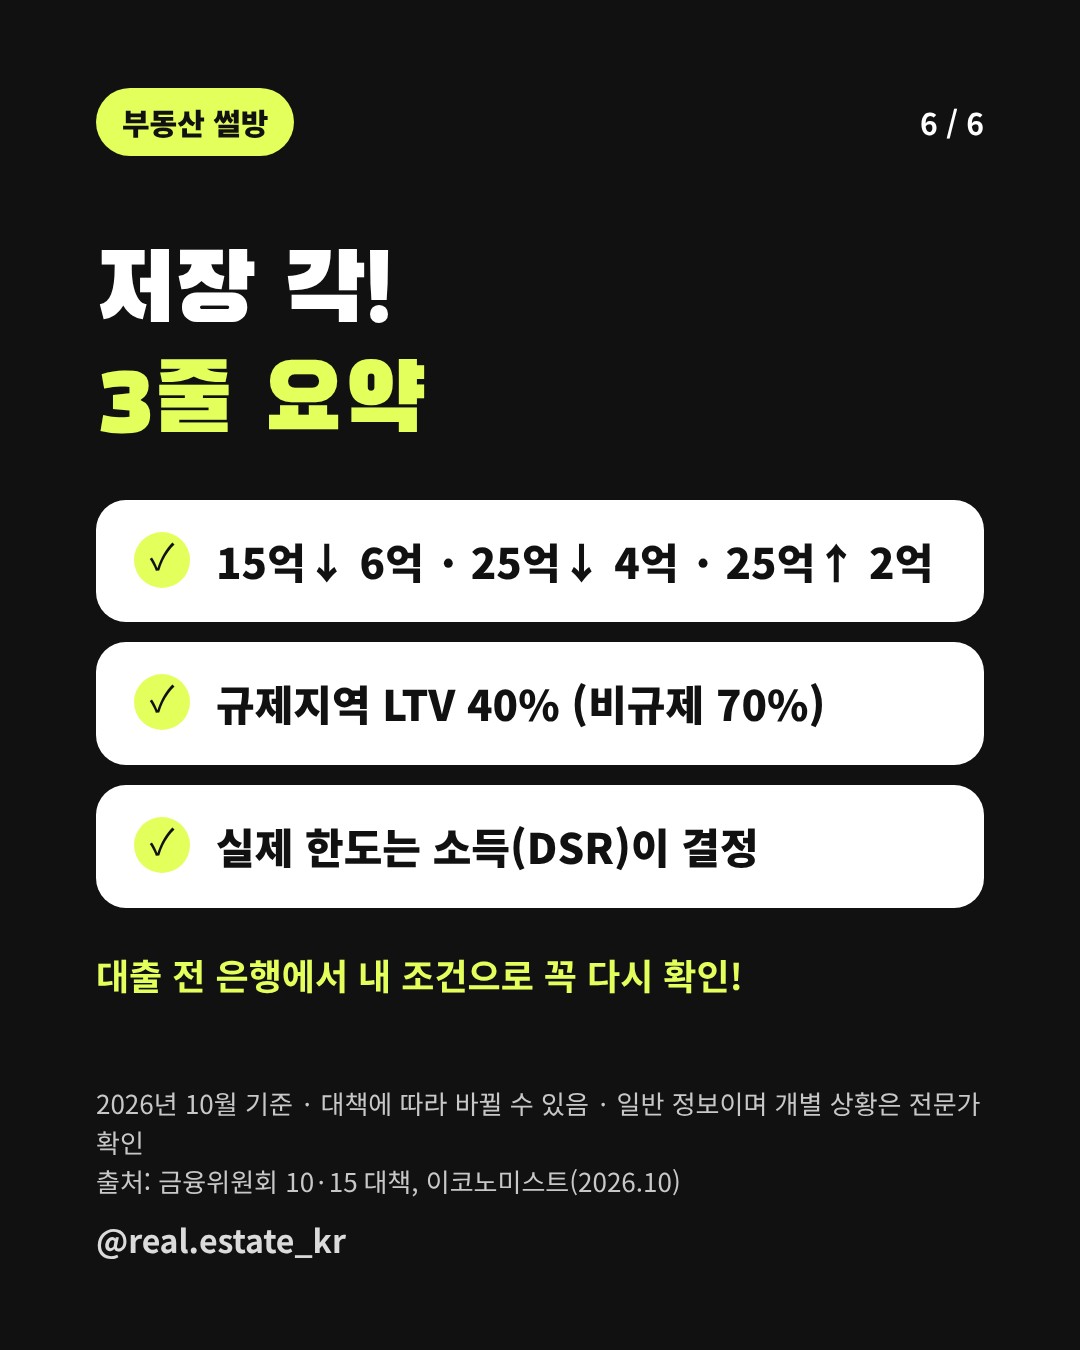 부동산 썰방
6 / 6
저장 각!
3줄 요약
✓ 15억↓ 6억 · 25억↓ 4억 · 25억↑ 2억
✓ 규제지역 LTV 40% (비규제 70%)
✓ 실제 한도는 소득(DSR)이 결정
대출 전 은행에서 내 조건으로 꼭 다시 확인!
2026년 10월 기준 · 대책에 따라 바뀔 수 있음 · 일반 정보이며 개별 상황은 전문가
확인
출처: 금융위원회 10·15 대책, 이코노미스트(2026.10)
@real.estate_kr